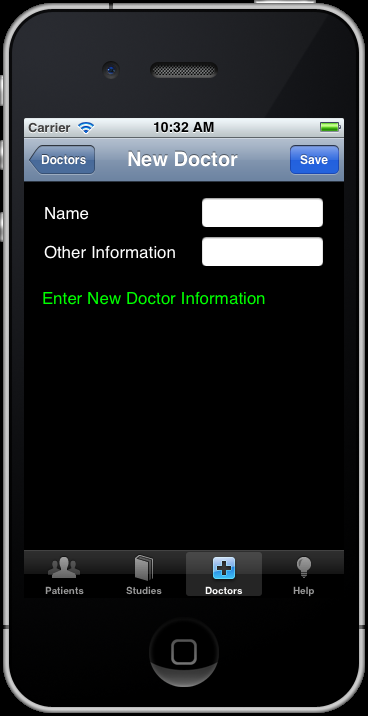 Carrier 10:32 AM
Doctors New Doctor Save
Name
Other Information
Enter New Doctor Information
Patients Studies Doctors Help